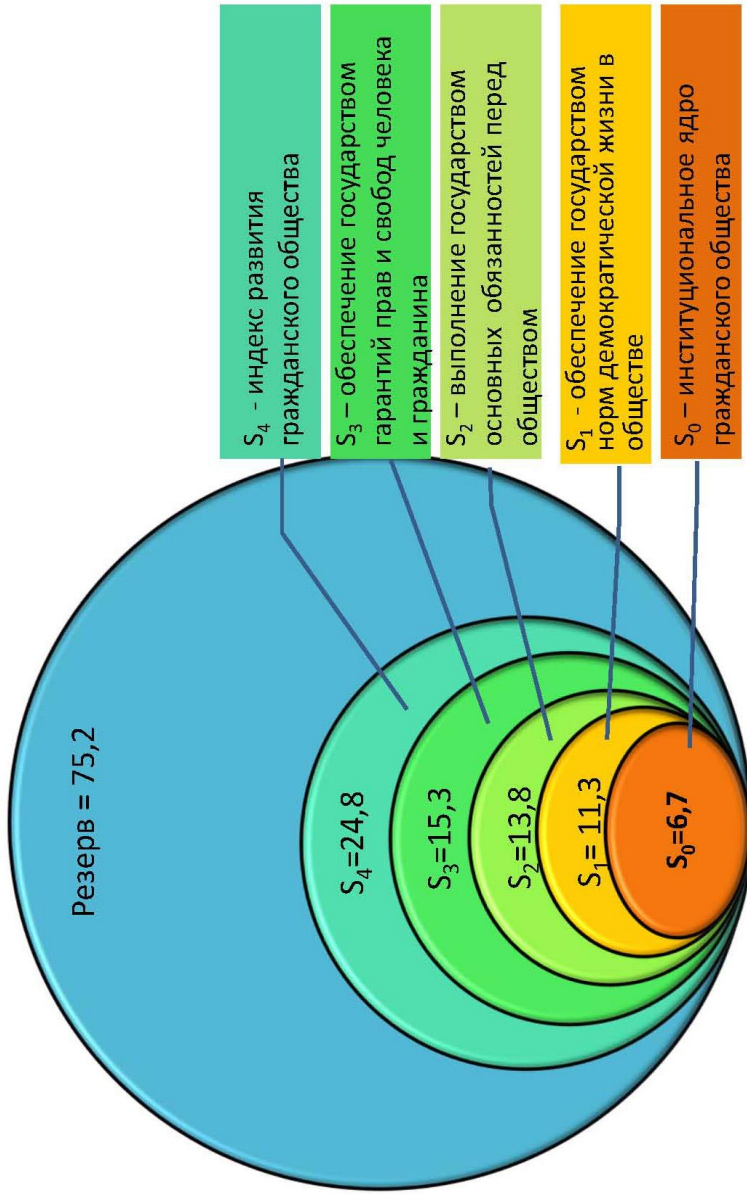 Резерв = 75,2
S₄=24,8
S₃=15,3
S₂=13,8
S₁=11,3
S₀=6,7
S₄ - индекс развития
гражданского общества
S₃ – обеспечение государством
гарантий прав и свобод человека
и гражданина
S₂ – выполнение государством
основных обязанностей перед
обществом
S₁ - обеспечение государством
норм демократической жизни в
обществе
S₀ – институциональное ядро
гражданского общества